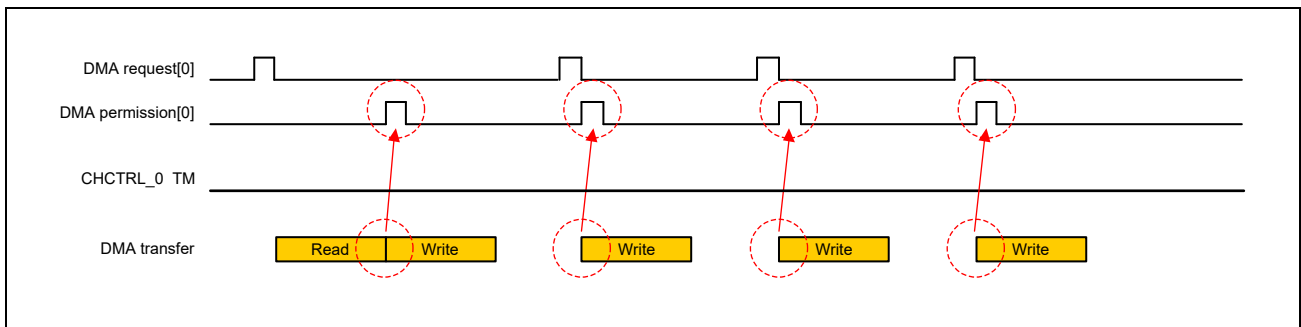 DMA request[0]
DMA permission[0]
CHCTRL_0 TM
DMA transfer
Read
Write
Write
Write
Write